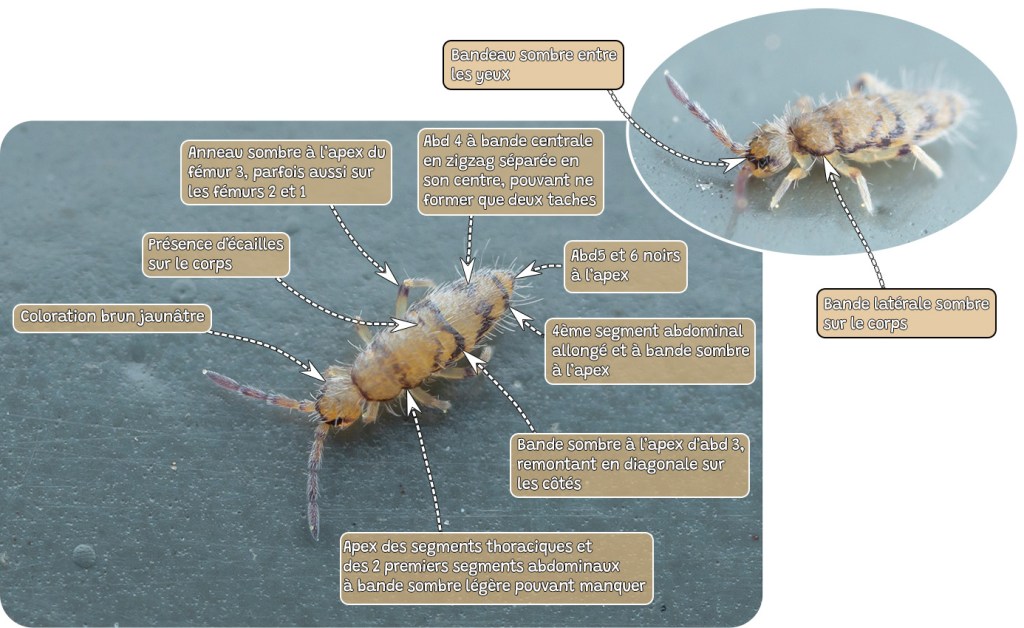 Bandeau sombre entre
les yeux
Anneau sombre à l'apex du
fémur 3, parfois aussi sur
les fémurs 2 et 1
Abd 4 à bande centrale
en zigzag séparée en
son centre, pouvant ne
former que deux taches
Présence d'écailles
sur le corps
Abd5 et 6 noirs
à l'apex
Coloration brun jaunâtre
Bande latérale sombre
sur le corps
4ème segment abdominal
allongé et à bande sombre
à l'apex
Bande sombre à l'apex d'abd 3,
remontant en diagonale sur
les côtés
Apex des segments thoraciques et
des 2 premiers segments abdominaux
à bande sombre légère pouvant manquer